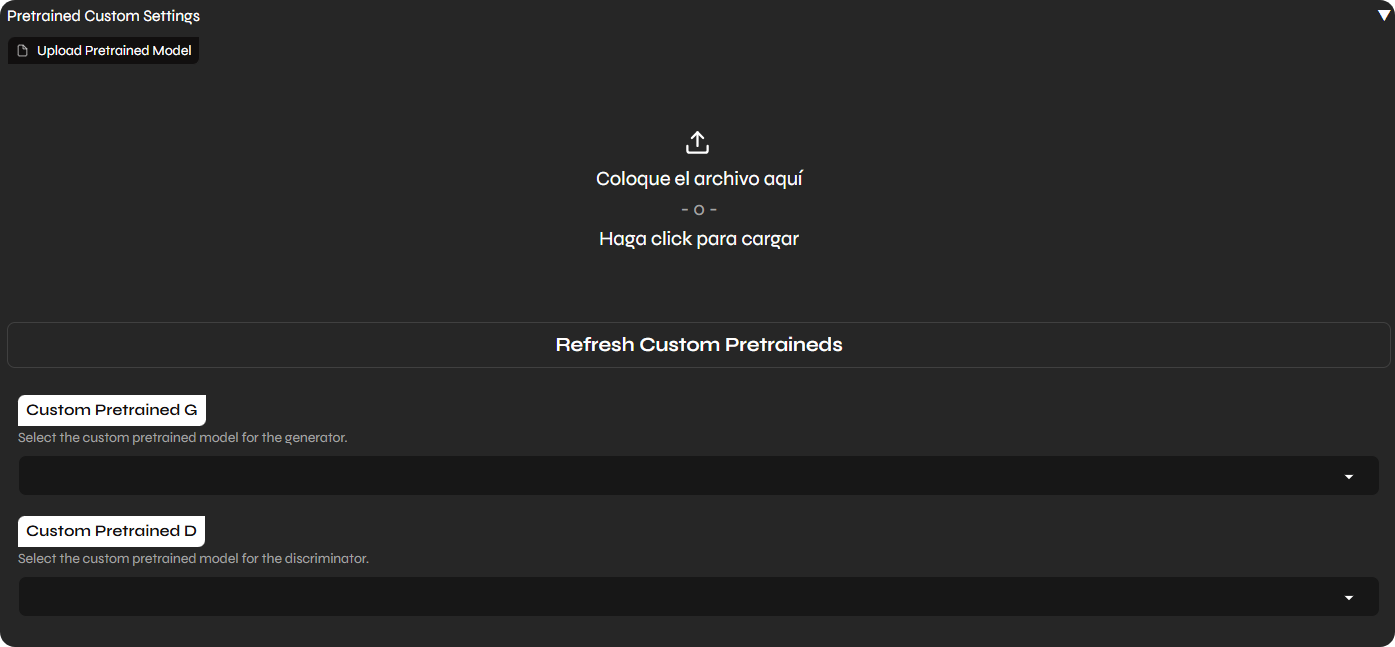 Pretrained Custom Settings
Upload Pretrained Model
Coloque el archivo aquí
- o -
Haga click para cargar
Refresh Custom Pretraineds
Custom Pretrained G
Select the custom pretrained model for the generator.
Custom Pretrained D
Select the custom pretrained model for the discriminator.